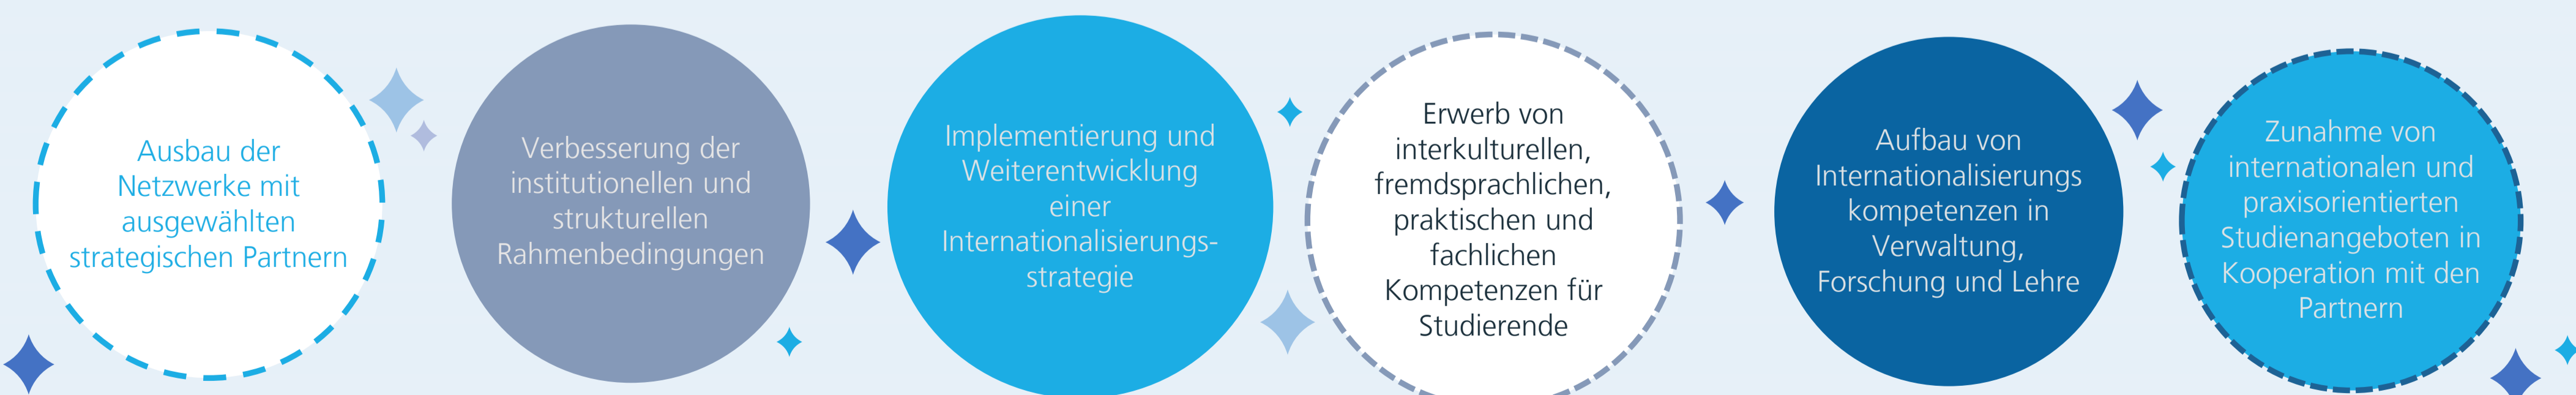 Ausbau der
Netzwerke mit
ausgewählten
strategischen Partnern
Verbesserung der
institutionellen und
strukturellen
Rahmenbedingungen
Implementierung und
Weiterentwicklung
einer
Internationalisierungs-
strategie
Erwerb von
interkulturellen,
fremdsprachlichen,
praktischen und
fachlichen
Kompetenzen für
Studierende
Aufbau von
Internationalisierungs
kompetenzen in
Verwaltung,
Forschung und Lehre
Zunahme von
internationalen und
praxisorientierten
Studienangeboten in
Kooperation mit den
Partnern